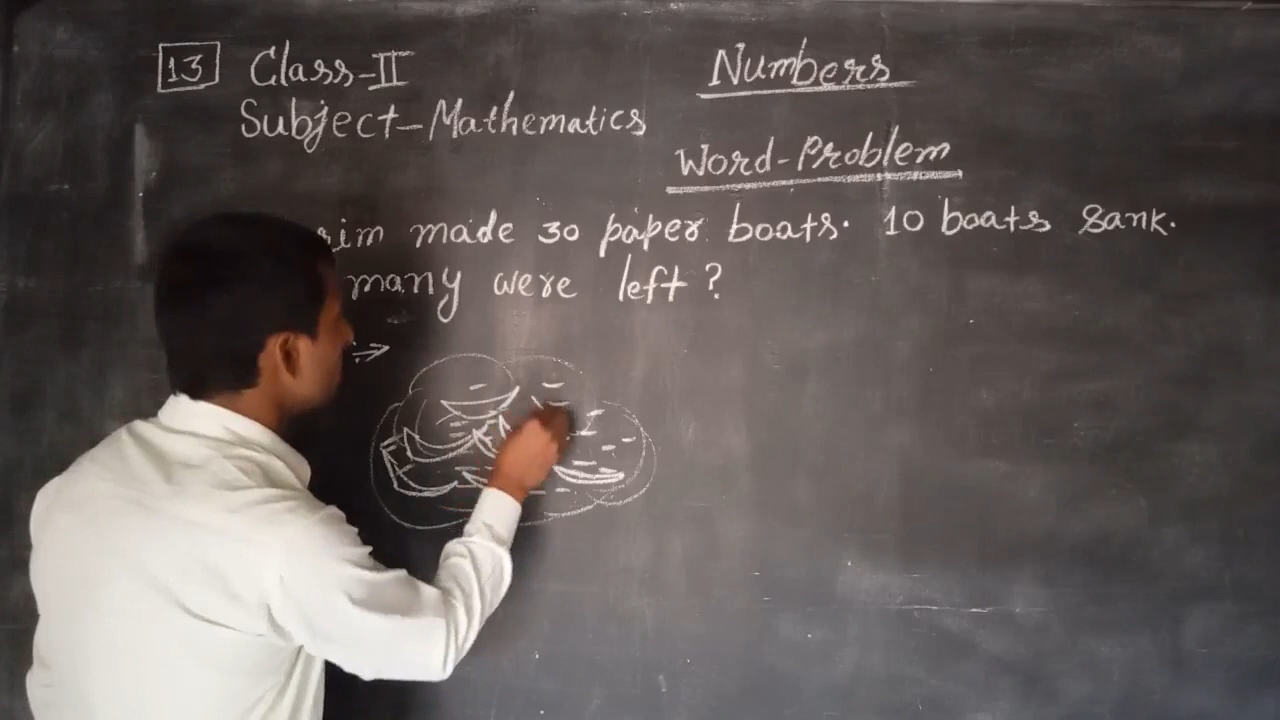 13 Class-II
Subject-Mathematics
Numbers
Word-Problem
rim made 30 paper boats. 10 boats sank.
many were left?